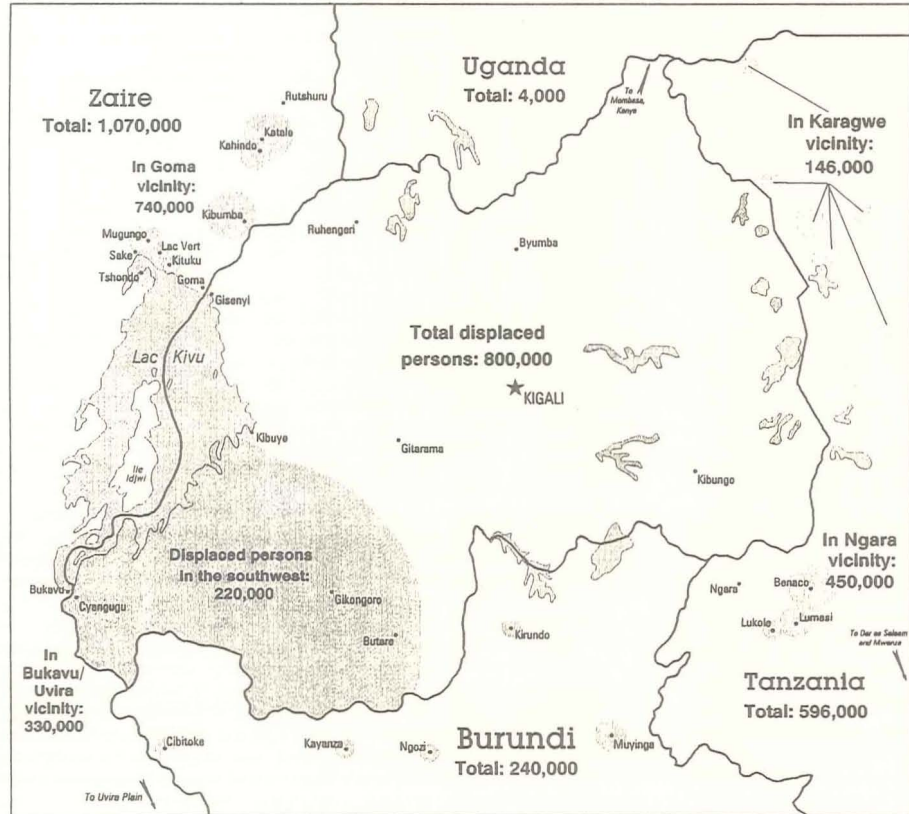 Uganda
Total: 4,000
To
Mombasa,
Kenya
Zaire
Total: 1,070,000
Rutshuru
Katale
Kahindo
In Karagwe
vicinity:
146,000
In Goma
vicinity:
740,000
Kibumba
Ruhengeri
Byumba
Mugungo
Lac Vert
Sake
Kituku
Tshondo
Goma
Gisenyi
Total displaced
persons: 800,000
Lac Kivu
KIGALI
Kibuye
Gitarama
Ile
Idjwi
Kibungo
Displaced persons
in the southwest:
220,000
In Ngara
vicinity:
450,000
Bukavu
Cyangugu
Gikongoro
Ngara
Benaco
Lukole
Lumasi
Butare
Kirundo
To Dar es Salaam
and Mwanza
In
Bukavu/
Uvira
vicinity:
330,000
Tanzania
Total: 596,000
Cibitoke
Kayanza
Ngozi
Burundi
Total: 240,000
Muyinga
To Uvira Plain